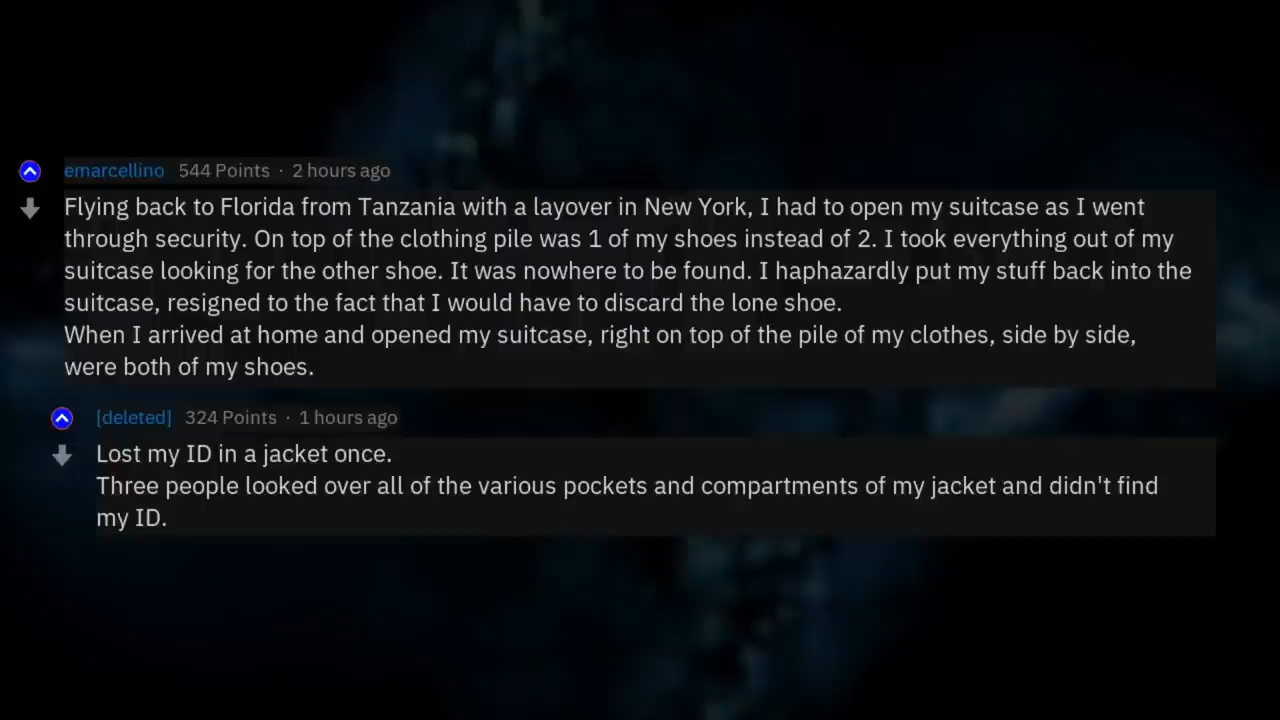 emarcellino 544 Points · 2 hours ago
Flying back to Florida from Tanzania with a layover in New York, I had to open my suitcase as I went
through security. On top of the clothing pile was 1 of my shoes instead of 2. I took everything out of my
suitcase looking for the other shoe. It was nowhere to be found. I haphazardly put my stuff back into the
suitcase, resigned to the fact that I would have to discard the lone shoe.
When I arrived at home and opened my suitcase, right on top of the pile of my clothes, side by side,
were both of my shoes.
[deleted] 324 Points · 1 hours ago
Lost my ID in a jacket once.
Three people looked over all of the various pockets and compartments of my jacket and didn't find
my ID.